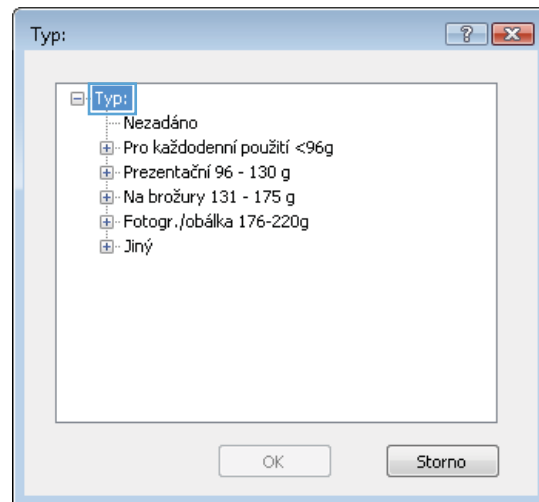 Typ:
Typ:
Nezadáno
Pro každodenní použití <96g
Prezentační 96 - 130 g
Na brožury 131 - 175 g
Fotogr./obálka 176-220g
Jiný
OK
Storno